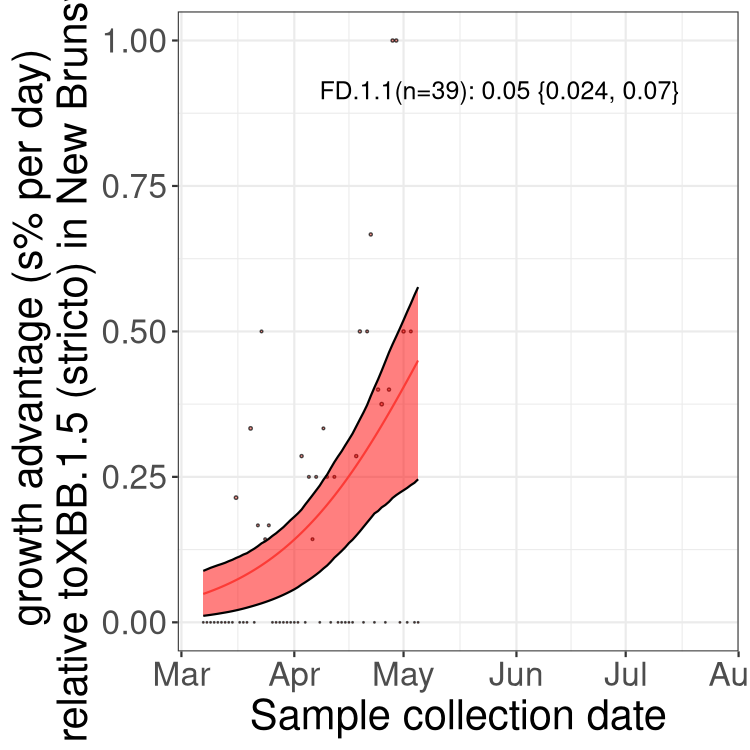 growth advantage (s% per day)
relative toXBB.1.5 (stricto) in New Bruns
1.00
0.75
0.50
0.25
0.00
FD.1.1(n=39): 0.05 {0.024, 0.07}
Mar Apr May Jun Jul Au
Sample collection date